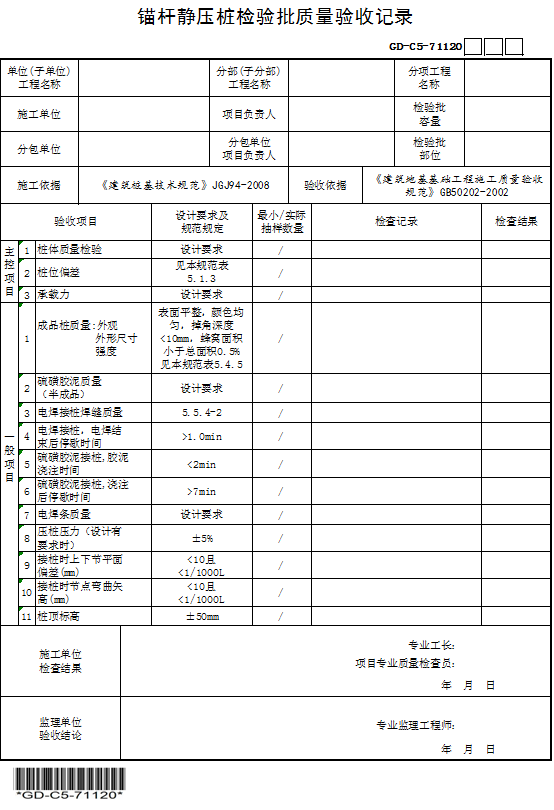 锚杆静压桩检验批质量验收记录
GD-C5-71120
单位(子单位)
工程名称
分部(子分部)
工程名称
分项工程
名称
施工单位
项目负责人
检验批
容量
分包单位
分包单位
项目负责人
检验批
部位
施工依据
《建筑桩基技术规范》JGJ94-2008
验收依据
《建筑地基基础工程施工质量验收
规范》GB50202-2002
验收项目
设计要求及
规范规定
最小/实际
抽样数量
检查记录
检查结果
主控项目
1 桩体质量检验 设计要求 /
2 桩位偏差 见本规范表
5.1.3 /
3 承载力 设计要求 /
一般项目
1 成品桩质量:外观
外形尺寸
强度
表面平整，颜色均
匀，掉角深度
<10mm，蜂窝面积
小于总面积0.5%
见本规范表5.4.5
/
2 硫磺胶泥质量
（半成品）
设计要求 /
3 电焊接桩焊缝质量 5.5.4-2 /
4 电焊接桩，电焊结
束后停歇时间
>1.0min /
5 硫磺胶泥接桩,胶泥
浇注时间
<2min /
6 硫磺胶泥接桩,浇注
后停歇时间
>7min /
7 电焊条质量 设计要求 /
8 压桩压力（设计有
要求时）
±5% /
9 接桩时上下节平面
偏差(mm)
<10且
<1/1000L
/
10 接桩时节点弯曲矢
高(mm)
<10且
<1/1000L
/
11 桩顶标高 ±50mm /
施工单位
检查结果
专业工长：
项目专业质量检查员：
年 月 日
监理单位
验收结论
专业监理工程师：
年 月 日
*GD-C5-71120*